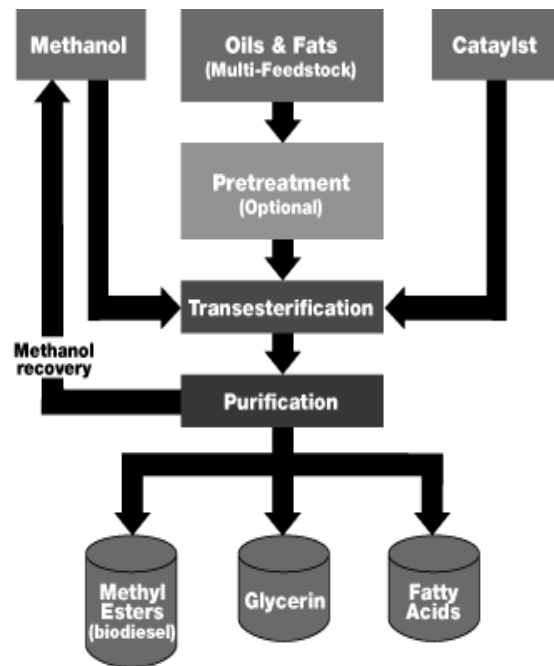 Methanol
Oils & Fats
(Multi-Feedstock)
Cataylst
Pretreatment
(Optional)
Transesterification
Methanol
recovery
Purification
Methyl
Esters
(biodiesel)
Glycerin
Fatty
Acids